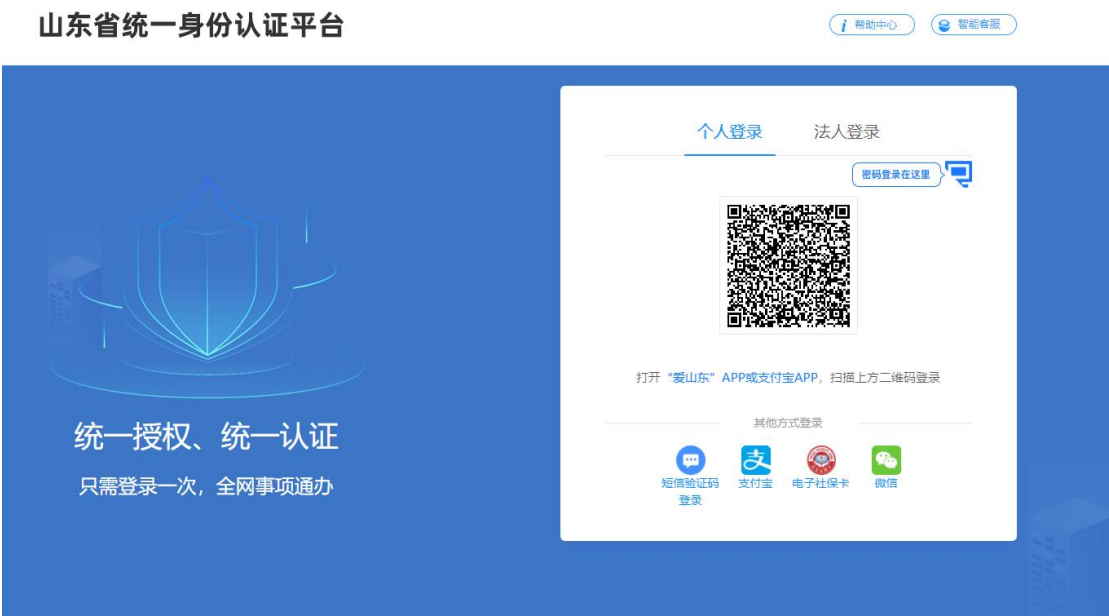 山东省统一身份认证平台
帮助中心
智能客服
个人登录
法人登录
密码登录在这里
打开“爱山东”APP或支付宝APP，扫描上方二维码登录
其他方式登录
短信验证码
登录
支付宝
电子社保卡
微信
统一授权、统一认证
只需登录一次，全网事项通办